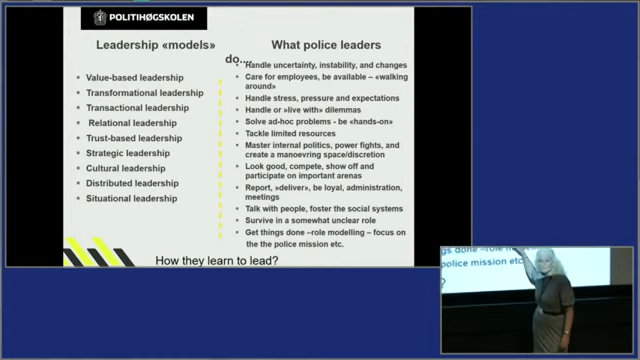 POLITIHØGSKOLEN
Leadership «models»
Value-based leadership
Transformational leadership
Transactional leadership
Relational leadership
Trust-based leadership
Strategic leadership
Cultural leadership
Distributed leadership
Situational leadership
What police leaders
do...
Handle uncertainty, instability, and changes
Care for employees, be available – «walking
around»
Handle stress, pressure and expectations
Handle or »live with» dilemmas
Solve ad-hoc problems - be «hands-on»
Tackle limited resources
Master internal politics, power fights, and
create a manoevring space/discretion
Look good, compete, show off and
participate on important arenas
Report, »deliver», be loyal, administration,
meetings
Talk with people, foster the social systems
Survive in a somewhat unclear role
Get things done –role modelling – focus on
the the police mission etc.
How they learn to lead?
gs done –role
police mission etc
?